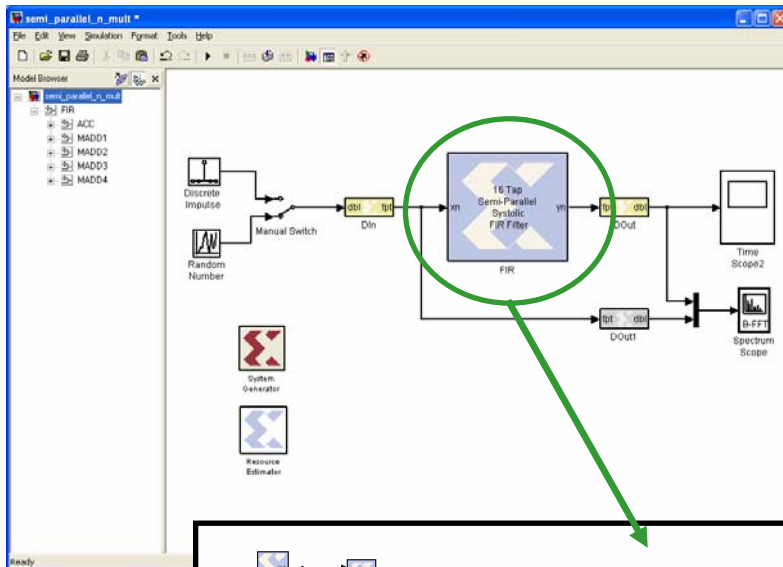 semi_parallel_n_mult *
File Edit View Simulation Format Tools Help
Model Browser
semi_parallel_n_mult
FIR
ACC
MADD1
MADD2
MADD3
MADD4
Discrete
Impulse
Random
Number
Manual Switch
dbl fpt
DIn
xn
16 Tap
Semi-Parallel
Systolic
FIR Filter
yn
FIR
fpt dbl
DOut
Time
Scope2
fpt dbl
DOut1
B-FFT
Spectrum
Scope
System
Generator
Resource
Estimator
Ready